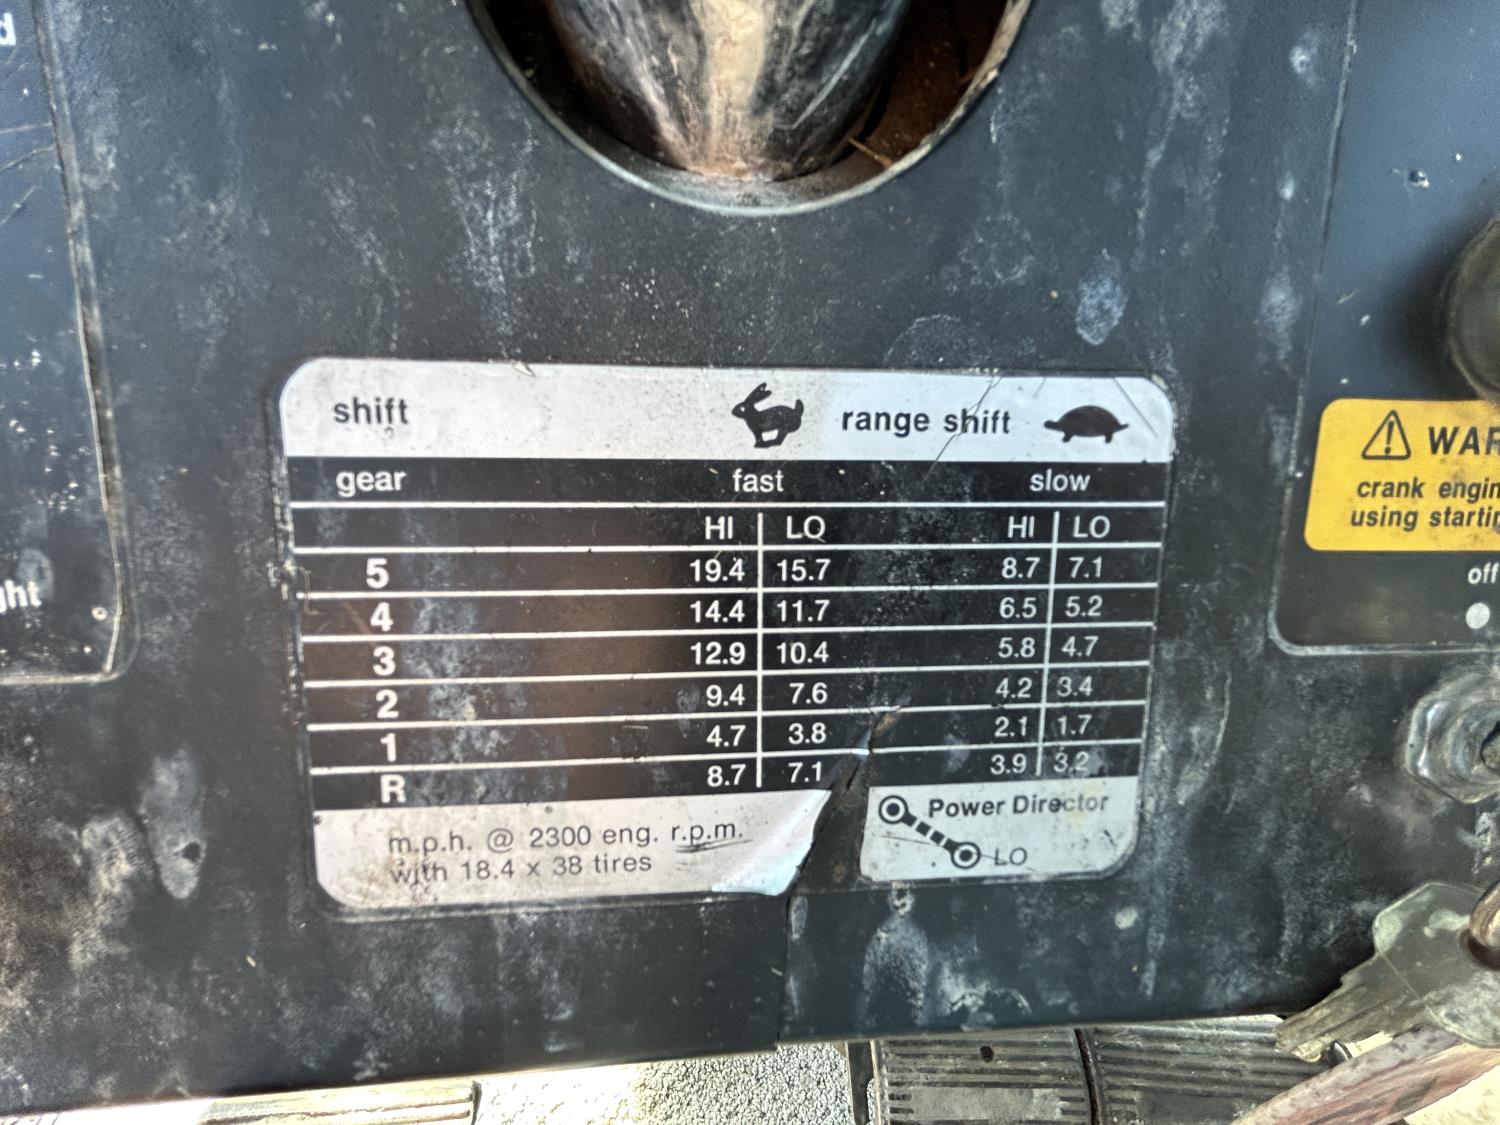 d
ght
shift range shift
gear fast slow
HI LO HI LO
5 19.4 15.7 8.7 7.1
4 14.4 11.7 6.5 5.2
3 12.9 10.4 5.8 4.7
2 9.4 7.6 4.2 3.4
1 4.7 3.8 2.1 1.7
R 8.7 7.1 3.9 3.2
m.p.h. @ 2300 eng. r.p.m.
with 18.4 x 38 tires
Power Director
LO
WAR
crank engin
using startin
off